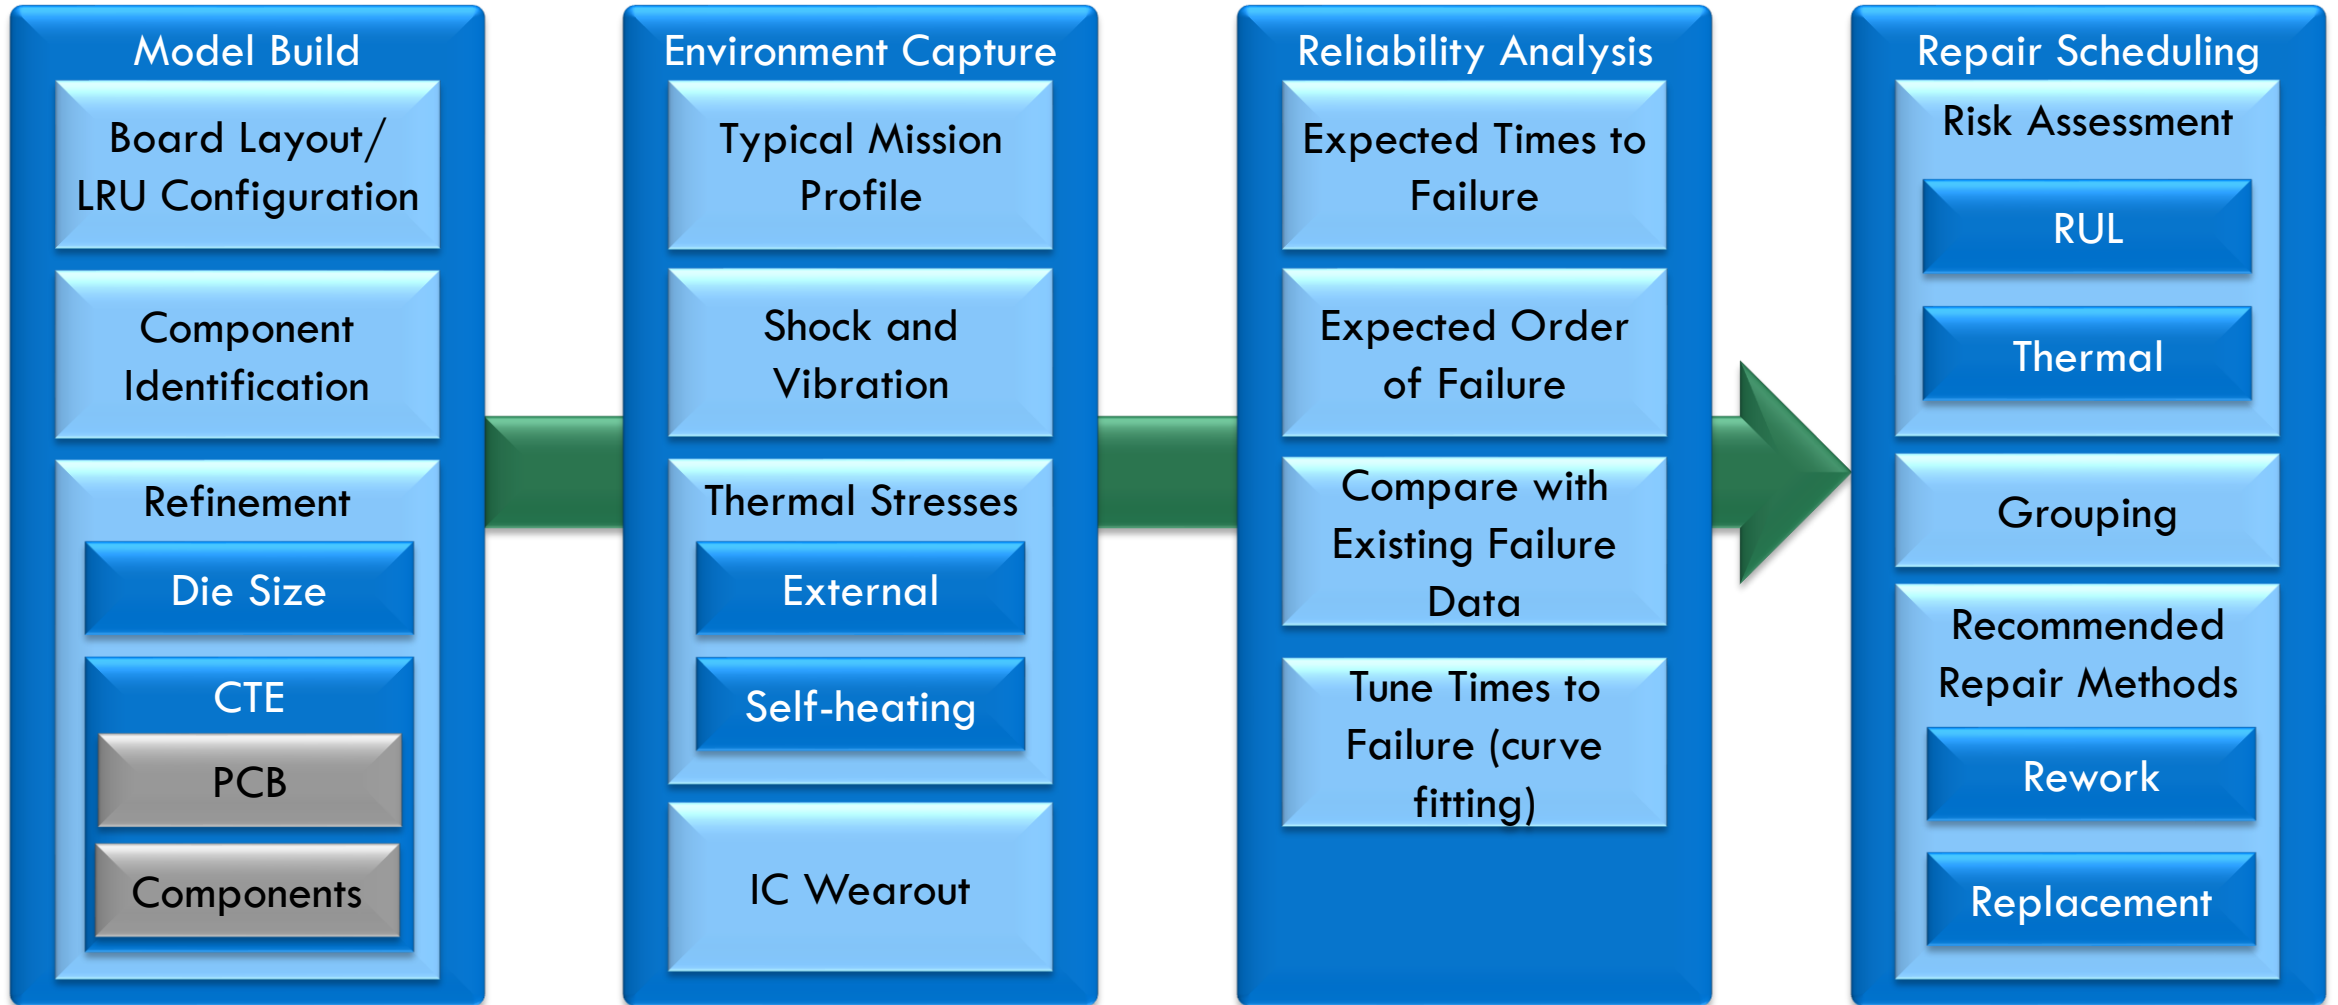 Model Build
Board Layout/
LRU Configuration
Component
Identification
Refinement
Die Size
CTE
PCB
Components
Environment Capture
Typical Mission
Profile
Shock and
Vibration
Thermal Stresses
External
Self-heating
IC Wearout
Reliability Analysis
Expected Times to
Failure
Expected Order
of Failure
Compare with
Existing Failure
Data
Tune Times to
Failure (curve
fitting)
Repair Scheduling
Risk Assessment
RUL
Thermal
Grouping
Recommended
Repair Methods
Rework
Replacement